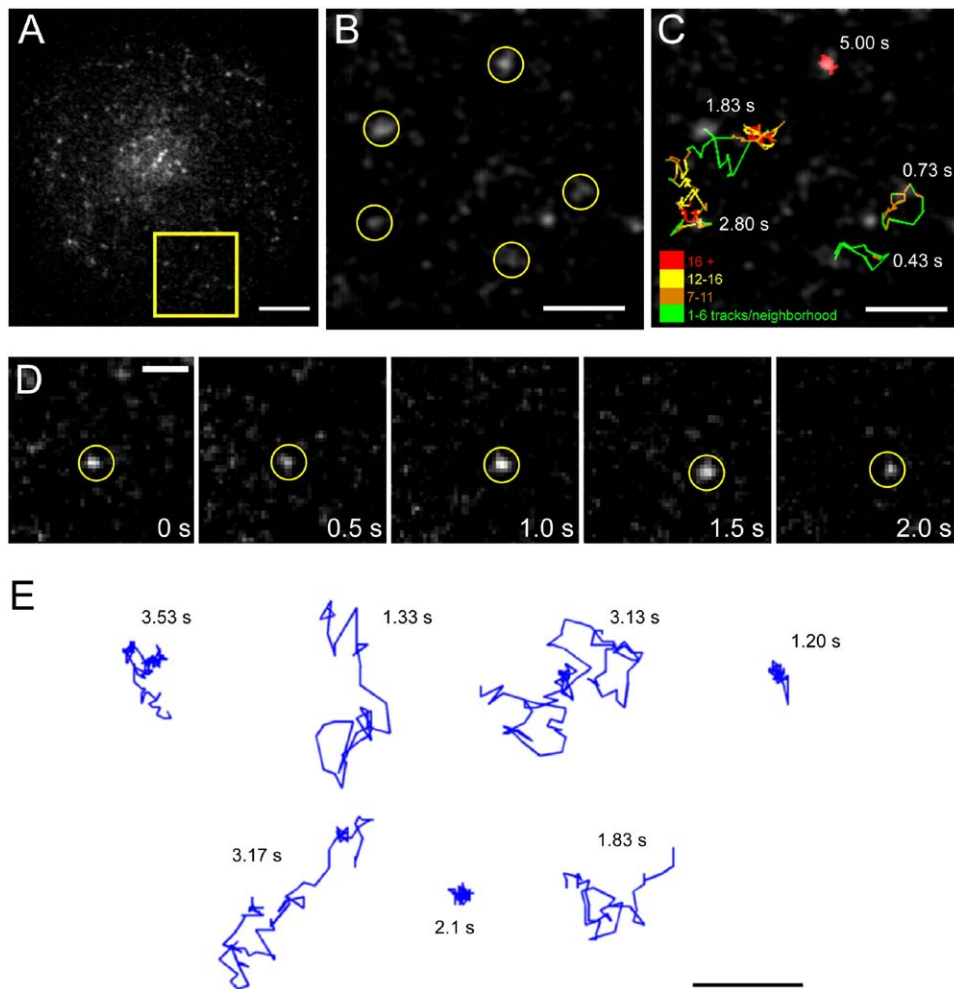 A
B
C
5.00 s
1.83 s
0.73 s
2.80 s
0.43 s
16 +
12-16
7-11
1-6 tracks/neighborhood
D
0 s
0.5 s
1.0 s
1.5 s
2.0 s
E
3.53 s
1.33 s
3.13 s
1.20 s
3.17 s
2.1 s
1.83 s